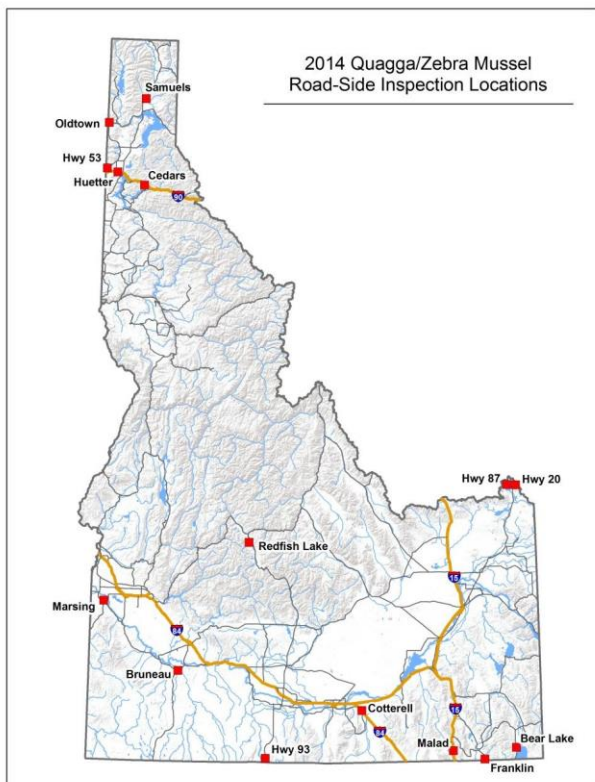 2014 Quagga/Zebra Mussel
Road-Side Inspection Locations
Samuels
Oldtown
Hwy 53
Huetter
Cedars
90
Hwy 87
Hwy 20
Redfish Lake
15
Marsing
84
Bruneau
Cotterell
15
84
Malad
Bear Lake
Hwy 93
Franklin